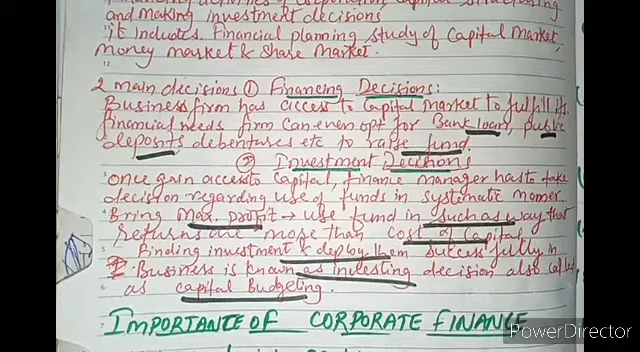 and making investment decisions
it includes. Financial planning study of Capital Market,
money market & share market.
12
2 main decisions ① Financing Decisions:
Business firm has access to Capital market to fulfill its
financial needs firm can even opt for Bank loans, public
deposits, debentures etc to raise fund.
② Investment Decisions
once gain access to Capital, finance manager has to take
decision regarding use of funds in systematic manner
Bring Max. profit → use fund in such as way that
returns are more than Cost of Capital
Finding investment & deploy them sucessfully in
Business is known as investing decision also called
as Capital Budgeting.
IMPORTANCE OF CORPORATE FINANCE
PowerDirector